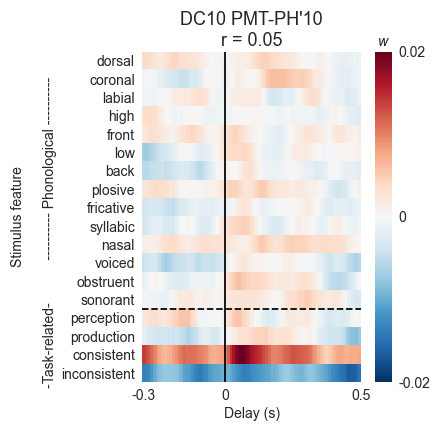 DC10 PMT-PH'10
r = 0.05
w
Stimulus feature
---------- Phonological ----------
-Task-related-
dorsal
coronal
labial
high
front
low
back
plosive
fricative
syllabic
nasal
voiced
obstruent
sonorant
perception
production
consistent
inconsistent
0.02
0
-0.02
-0.3 0 0.5
Delay (s)